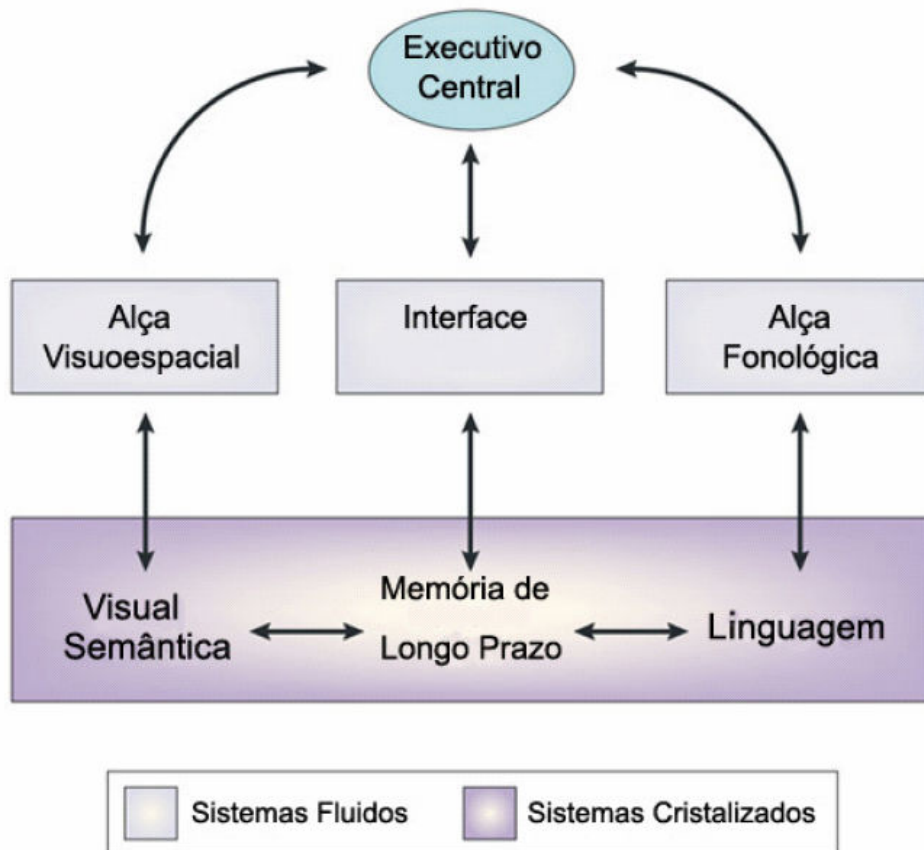 Executivo
Central
Alça
Visuoespacial
Interface
Alça
Fonológica
Visual
Semântica
Memória de
Longo Prazo
Linguagem
Sistemas Fluidos
Sistemas Cristalizados